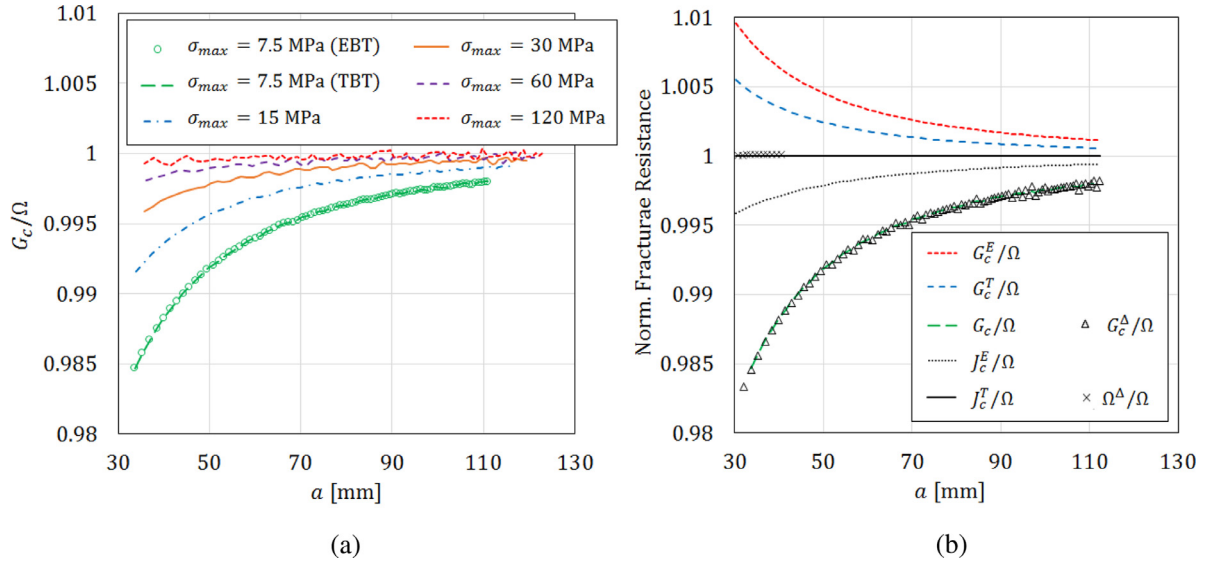 1.01
1.005
1
0.995
0.99
0.985
0.98
G_c/Ω
σ_max = 7.5 MPa (EBT)
σ_max = 30 MPa
σ_max = 7.5 MPa (TBT)
σ_max = 60 MPa
σ_max = 15 MPa
σ_max = 120 MPa
30 50 70 90 110 130
a [mm]
(a)
1.01
1.005
1
0.995
0.99
0.985
0.98
Norm. Fracturae Resistance
G_c^E/Ω
G_c^T/Ω
G_c/Ω
G_c^Δ/Ω
J_c^E/Ω
J_c^T/Ω
Ω^Δ/Ω
30 50 70 90 110 130
a [mm]
(b)